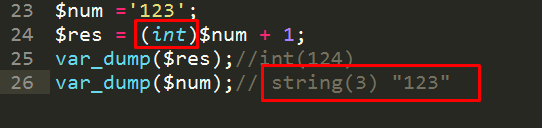 23 $num ='123';
24 $res = (int)$num + 1;
25 var_dump($res);//int(124)
26 var_dump($num);// string(3) "123"